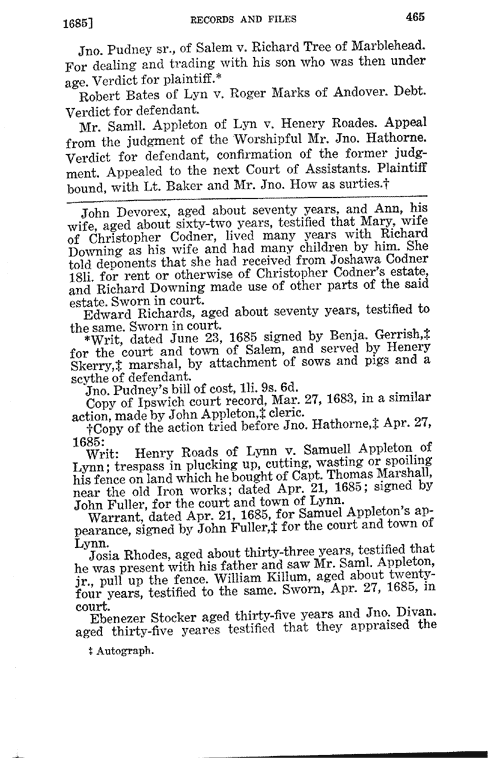 1685] RECORDS AND FILES 465
Jno. Pudney sr., of Salem v. Richard Tree of Marblehead.
For dealing and trading with his son who was then under
age. Verdict for plaintiff.*
Robert Bates of Lyn v. Roger Marks of Andover. Debt.
Verdict for defendant.
Mr. Samll. Appleton of Lyn v. Henery Roades. Appeal
from the judgment of the Worshipful Mr. Jno. Hathorne.
Verdict for defendant, confirmation of the former judg-
ment. Appealed to the next Court of Assistants. Plaintiff
bound, with Lt. Baker and Mr. Jno. How as surties.†
John Devorex, aged about seventy years, and Ann, his
wife, aged about sixty-two years, testified that Mary, wife
of Christopher Codner, lived many years with Richard
Downing as his wife and had many children by him. She
told deponents that she had received from Joshawa Codner
18li. for rent or otherwise of Christopher Codner's estate,
and Richard Downing made use of other parts of the said
estate. Sworn in court.
Edward Richards, aged about seventy years, testified to
the same. Sworn in court.
*Writ, dated June 23, 1685 signed by Benja. Gerrish,‡
for the court and town of Salem, and served by Henery
Skerry,‡ marshal, by attachment of sows and pigs and a
scythe of defendant.
Jno. Pudney's bill of cost, 1li. 9s. 6d.
Copy of Ipswich court record, Mar. 27, 1683, in a similar
action, made by John Appleton,‡ cleric.
†Copy of the action tried before Jno. Hathorne,‡ Apr. 27,
1685:
Writ: Henry Roads of Lynn v. Samuell Appleton of
Lynn; trespass in plucking up, cutting, wasting or spoiling
his fence on land which he bought of Capt. Thomas Marshall,
near the old Iron works; dated Apr. 21, 1685; signed by
John Fuller, for the court and town of Lynn.
Warrant, dated Apr. 21, 1685, for Samuel Appleton's ap-
pearance, signed by John Fuller,‡ for the court and town of
Lynn.
Josia Rhodes, aged about thirty-three years, testified that
he was present with his father and saw Mr. Saml. Appleton,
jr., pull up the fence. William Killum, aged about twenty-
four years, testified to the same. Sworn, Apr. 27, 1685, in
court.
Ebenezer Stocker aged thirty-five years and Jno. Divan.
aged thirty-five yeares testified that they appraised the
‡ Autograph.